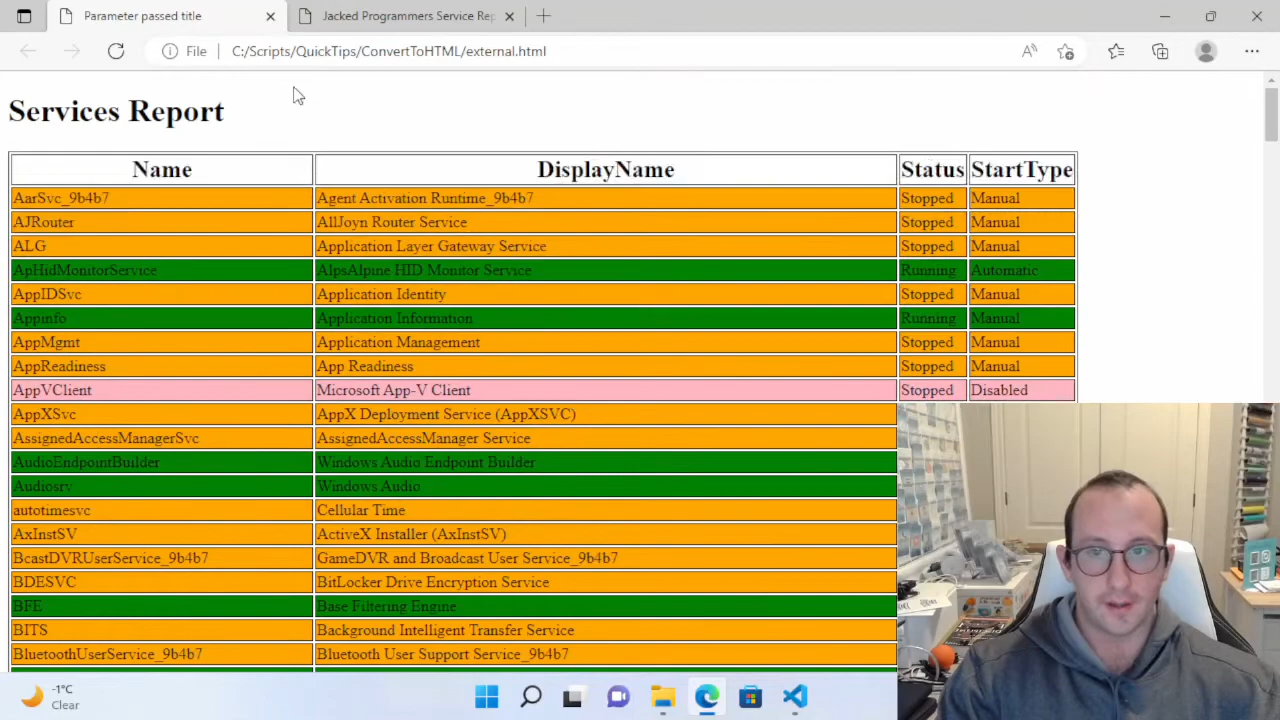 Parameter passed title
Jacked Programmers Service Rep
File
C:/Scripts/QuickTips/ConvertToHTML/external.html
Services Report
Name DisplayName Status StartType
AarSvc_9b4b7 Agent Activation Runtime_9b4b7 Stopped Manual
AJRouter AllJoyn Router Service Stopped Manual
ALG Application Layer Gateway Service Stopped Manual
ApHidMonitorService AlpsAlpine HID Monitor Service Running Automatic
AppIDSvc Application Identity Stopped Manual
Appinfo Application Information Running Manual
AppMgmt Application Management Stopped Manual
AppReadiness App Readiness Stopped Manual
AppVClient Microsoft App-V Client Stopped Disabled
AppXSvc AppX Deployment Service (AppXSVC)
AssignedAccessManagerSvc AssignedAccessManager Service
AudioEndpointBuilder Windows Audio Endpoint Builder
Audiosrv Windows Audio
autotimesvc Cellular Time
AxInstSV ActiveX Installer (AxInstSV)
BcastDVRUserService_9b4b7 GameDVR and Broadcast User Service_9b4b7
BDESVC BitLocker Drive Encryption Service
BFE Base Filtering Engine
BITS Background Intelligent Transfer Service
BluetoothUserService_9b4b7 Bluetooth User Support Service_9b4b7
-1°C
Clear